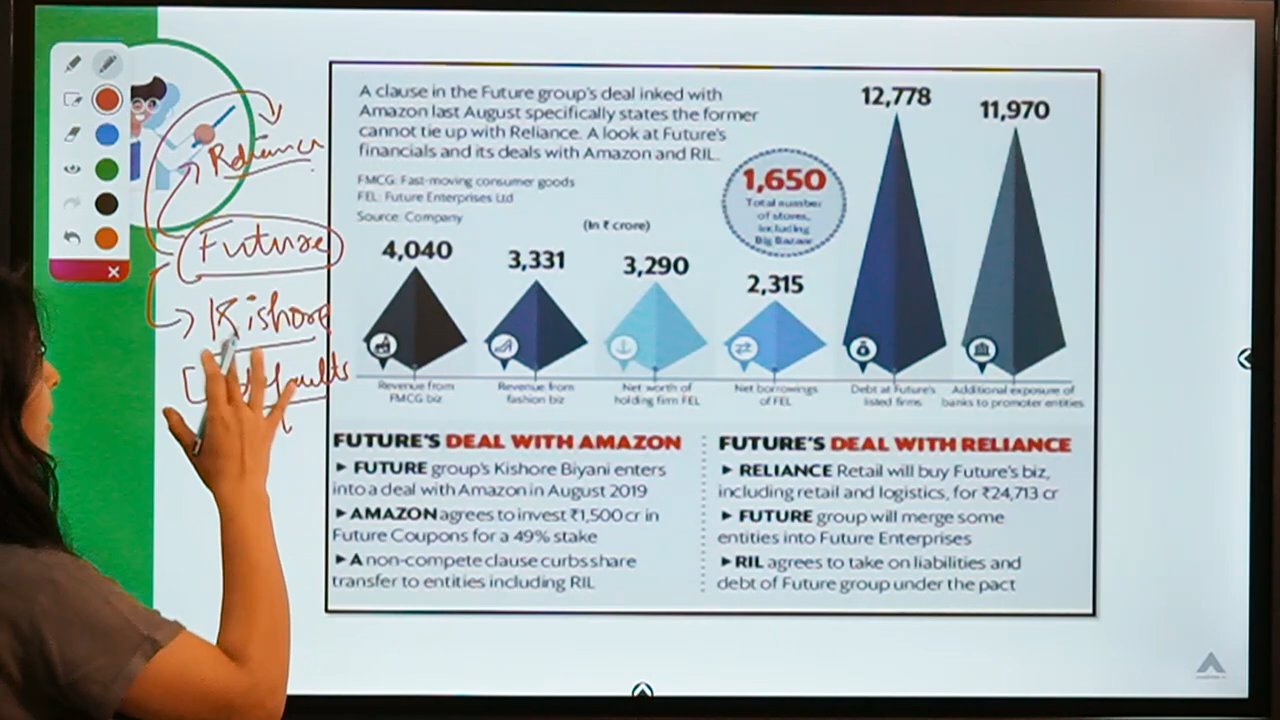 A clause in the Future group's deal inked with
Amazon last August specifically states the former
cannot tie up with Reliance. A look at Future's
financials and its deals with Amazon and RIL.
FMCG: Fast-moving consumer goods
FEL: Future Enterprises Ltd
Source: Company
(In ₹ crore)
1,650
Total number
of stores,
including
Big Bazaar
4,040
3,331
3,290
2,315
12,778
11,970
Revenue from
FMCG biz
Revenue from
fashion biz
Net worth of
holding firm FEL
Net borrowings
of FEL
Debt at Future's
listed firms
Additional exposure of
banks to promoter entities
FUTURE'S DEAL WITH AMAZON
► FUTURE group's Kishore Biyani enters
into a deal with Amazon in August 2019
► AMAZON agrees to invest ₹1,500 cr in
Future Coupons for a 49% stake
► A non-compete clause curbs share
transfer to entities including RIL
FUTURE'S DEAL WITH RELIANCE
► RELIANCE Retail will buy Future's biz,
including retail and logistics, for ₹24,713 cr
► FUTURE group will merge some
entities into Future Enterprises
► RIL agrees to take on liabilities and
debt of Future group under the pact
Reliance
Future
Kishore
defaults